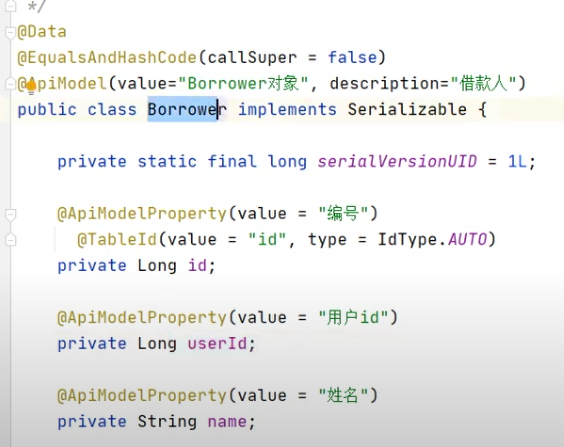 */
@Data
@EqualsAndHashCode(callSuper = false)
@ApiModel(value="Borrower对象", description="借款人")
public class Borrower implements Serializable {
private static final long serialVersionUID = 1L;
@ApiModelProperty(value = "编号")
@TableId(value = "id", type = IdType.AUTO)
private Long id;
@ApiModelProperty(value = "用户id")
private Long userId;
@ApiModelProperty(value = "姓名")
private String name;